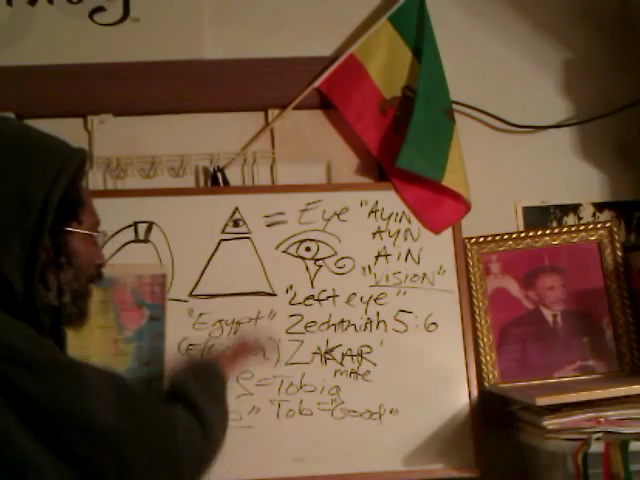 = Eye "AYIN
AYN
AiN
"VISION"
"Left eye"
"Egypt" Zechariah 5:6
ZAKAR
male
=Tobia
" Tob="Good"